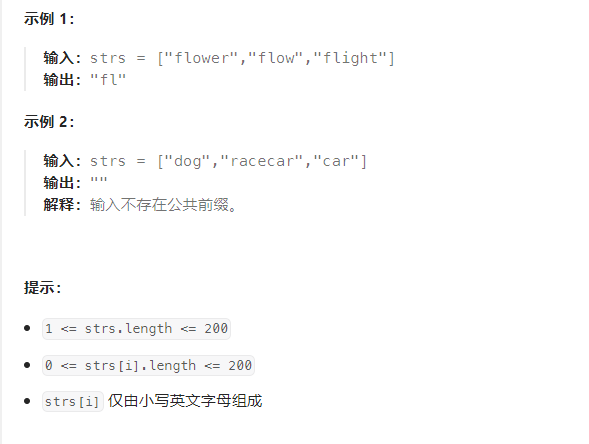 示例 1：
输入：strs = ["flower","flow","flight"]
输出："fl"
示例 2：
输入：strs = ["dog","racecar","car"]
输出：""
解释：输入不存在公共前缀。
提示：
1 <= strs.length <= 200
0 <= strs[i].length <= 200
strs[i] 仅由小写英文字母组成